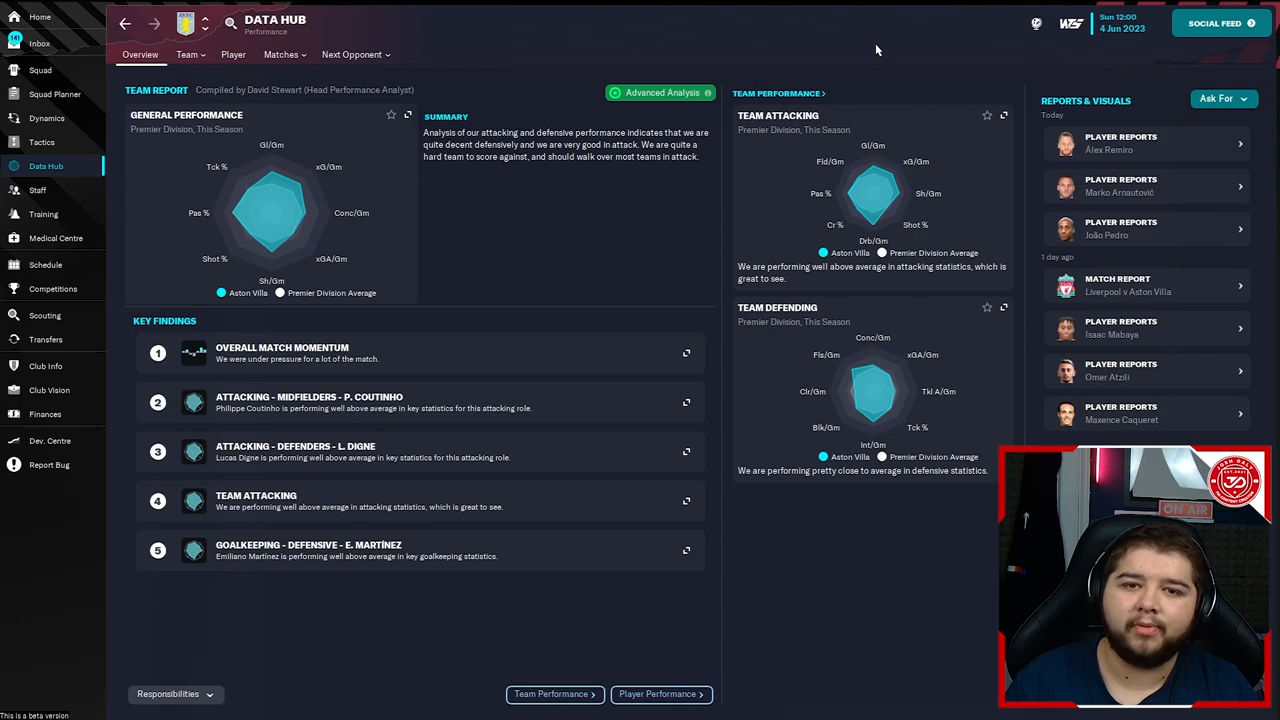 Home
141
Inbox
Squad
Squad Planner
Dynamics
Tactics
Data Hub
Staff
Training
Medical Centre
Schedule
Competitions
Scouting
Transfers
Club Info
Club Vision
Finances
Dev. Centre
Report Bug
This is a beta version
DATA HUB
Performance
Sun 12:00
4 Jun 2023
SOCIAL FEED
Overview
Team
Player
Matches
Next Opponent
TEAM REPORT Compiled by David Stewart (Head Performance Analyst)
Advanced Analysis
GENERAL PERFORMANCE
Premier Division, This Season
Gl/Gm
Tck %
xG/Gm
Pas %
Conc/Gm
Shot %
xGA/Gm
Sh/Gm
Aston Villa Premier Division Average
SUMMARY
Analysis of our attacking and defensive performance indicates that we are
quite decent defensively and we are very good in attack. We are quite a
hard team to score against, and should walk over most teams in attack.
KEY FINDINGS
1 OVERALL MATCH MOMENTUM
We were under pressure for a lot of the match.
2 ATTACKING - MIDFIELDERS - P. COUTINHO
Philippe Coutinho is performing well above average in key statistics for this attacking role.
3 ATTACKING - DEFENDERS - L. DIGNE
Lucas Digne is performing well above average in key statistics for this attacking role.
4 TEAM ATTACKING
We are performing well above average in attacking statistics, which is great to see.
5 GOALKEEPING - DEFENSIVE - E. MARTÍNEZ
Emiliano Martínez is performing well above average in key goalkeeping statistics.
Responsibilities
Team Performance
Player Performance
TEAM PERFORMANCE
TEAM ATTACKING
Premier Division, This Season
Gl/Gm
Fld/Gm
xG/Gm
Pas %
Sh/Gm
Cr %
Shot %
Drb/Gm
Aston Villa Premier Division Average
We are performing well above average in attacking statistics, which is
great to see.
TEAM DEFENDING
Premier Division, This Season
Conc/Gm
Fls/Gm
xGA/Gm
Clr/Gm
Tkl A/Gm
Blk/Gm
Tck %
Int/Gm
Aston Villa Premier Division Average
We are performing pretty close to average in defensive statistics.
REPORTS & VISUALS
Ask For
Today
PLAYER REPORTS
Álex Remiro
PLAYER REPORTS
Marko Arnautović
PLAYER REPORTS
João Pedro
1 day ago
MATCH REPORT
Liverpool v Aston Villa
PLAYER REPORTS
Isaac Mabaya
PLAYER REPORTS
Omer Atzili
PLAYER REPORTS
Maxence Caqueret
JOSH DALY
JD
ON AIR